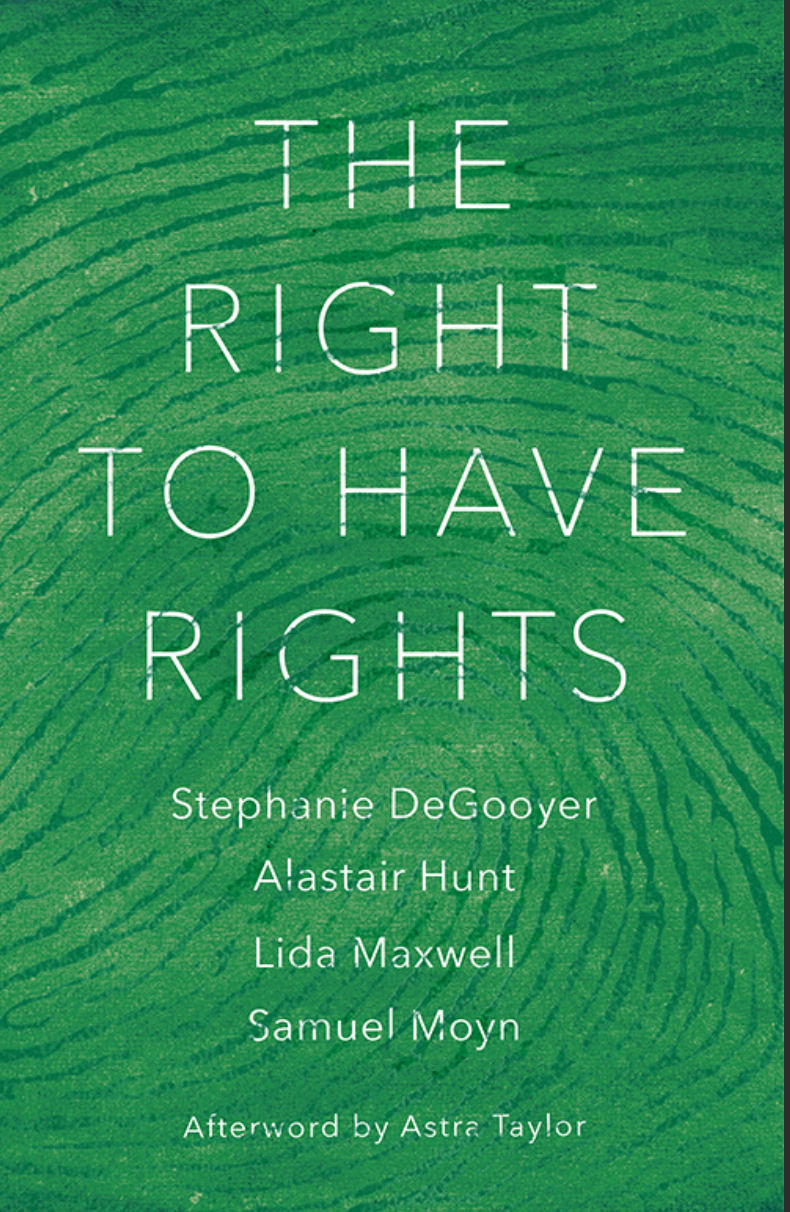 THE
RIGHT
TO HAVE
RIGHTS
Stephanie DeGooyer
Alastair Hunt
Lida Maxwell
Samuel Moyn
Afterword by Astra Taylor